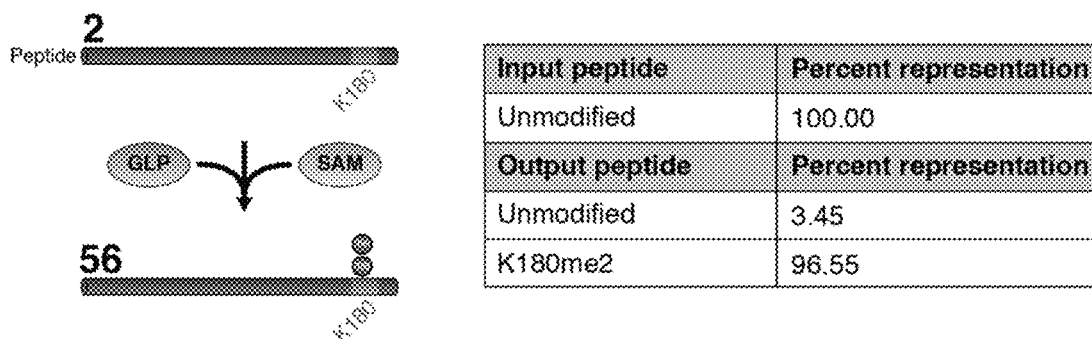 2
Peptide
K180
GLP SAM
56
K180
Input peptide Percent representation
Unmodified 100.00
Output peptide Percent representation
Unmodified 3.45
K180me2 96.55